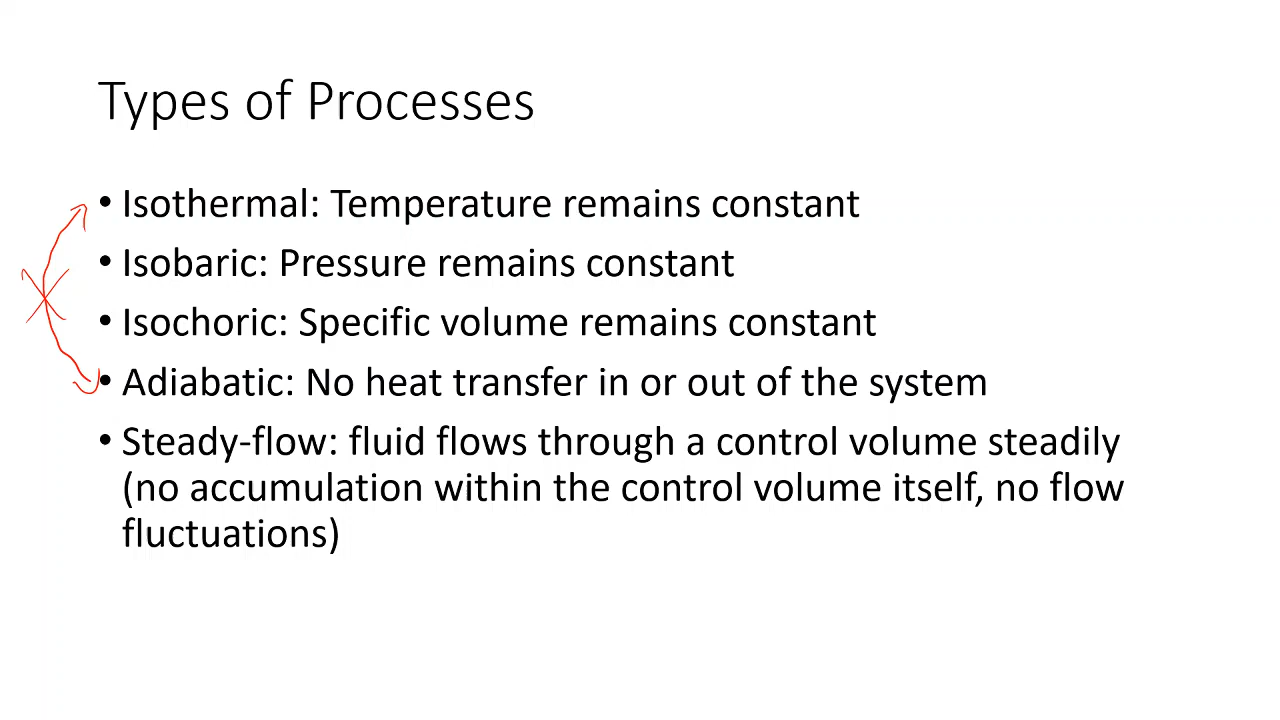 Types of Processes
• Isothermal: Temperature remains constant
• Isobaric: Pressure remains constant
• Isochoric: Specific volume remains constant
• Adiabatic: No heat transfer in or out of the system
• Steady-flow: fluid flows through a control volume steadily
(no accumulation within the control volume itself, no flow
fluctuations)